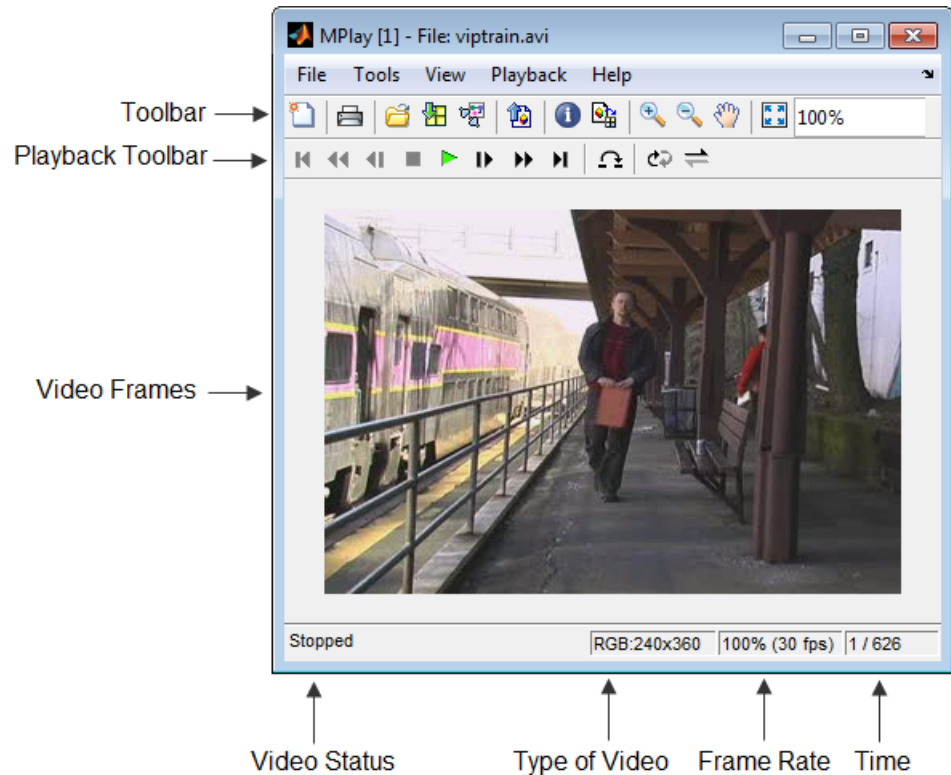 MPlay [1] - File: viptrain.avi
File Tools View Playback Help
Toolbar
100%
Playback Toolbar
Video Frames
Stopped
RGB:240x360
100% (30 fps)
1 / 626
Video Status
Type of Video
Frame Rate
Time